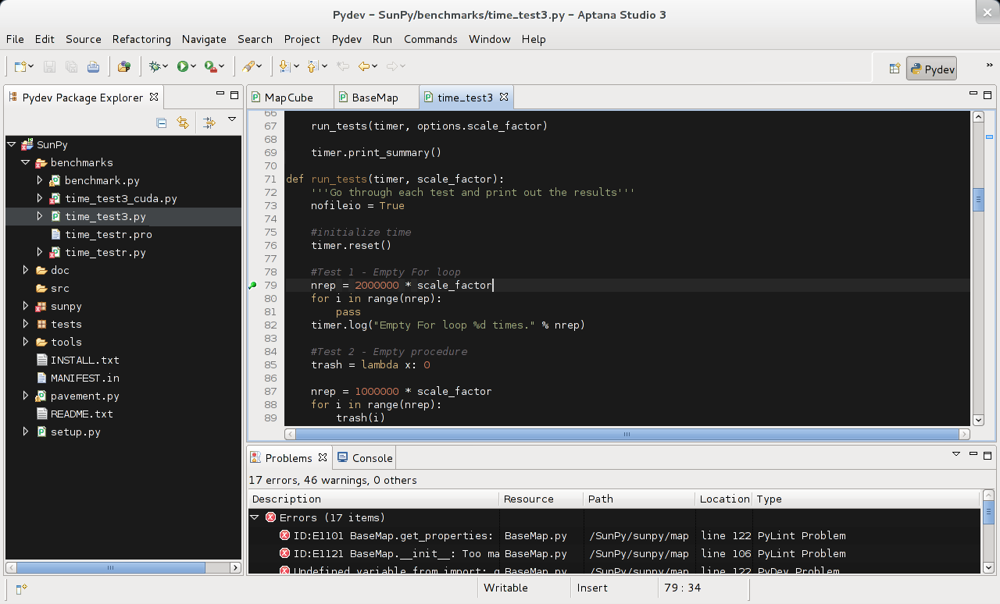 Pydev - SunPy/benchmarks/time_test3.py - Aptana Studio 3
File Edit Source Refactoring Navigate Search Project Pydev Run Commands Window Help
Pydev
Pydev Package Explorer
SunPy
benchmarks
benchmark.py
time_test3_cuda.py
time_test3.py
time_testr.pro
time_testr.py
doc
src
sunpy
tests
tools
INSTALL.txt
MANIFEST.in
pavement.py
README.txt
setup.py
MapCube BaseMap time_test3
66
67 run_tests(timer, options.scale_factor)
68
69 timer.print_summary()
70
71 def run_tests(timer, scale_factor):
72 '''Go through each test and print out the results'''
73 nofileio = True
74
75 #initialize time
76 timer.reset()
77
78 #Test 1 - Empty For loop
79 nrep = 2000000 * scale_factor
80 for i in range(nrep):
81 pass
82 timer.log("Empty For loop %d times." % nrep)
83
84 #Test 2 - Empty procedure
85 trash = lambda x: 0
86
87 nrep = 1000000 * scale_factor
88 for i in range(nrep):
89 trash(i)
Problems Console
17 errors, 46 warnings, 0 others
Description Resource Path Location Type
Errors (17 items)
ID:E1101 BaseMap.get_properties: BaseMap.py /SunPy/sunpy/map line 122 PyLint Problem
ID:E1121 BaseMap.__init__: Too ma BaseMap.py /SunPy/sunpy/map line 106 PyLint Problem
Undefined variable from import: g BaseMap.py /SunPy/sunpy/map line 122 PyDev Problem
Writable Insert 79 : 34